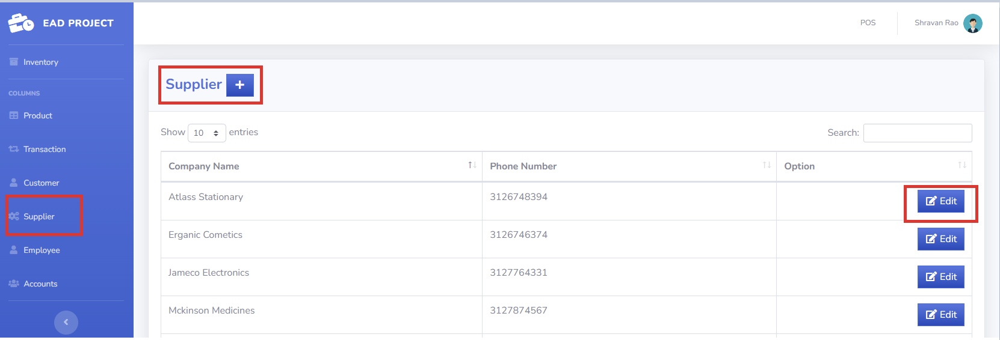 EAD PROJECT
POS
Shravan Rao
Inventory
COLUMNS
Product
Transaction
Customer
Supplier
Employee
Accounts
Supplier +
Show 10 entries
Search:
Company Name Phone Number Option
Atlass Stationary 3126748394 Edit
Erganic Cometics 3126746374 Edit
Jameco Electronics 3127764331 Edit
Mckinson Medicines 3127874567 Edit